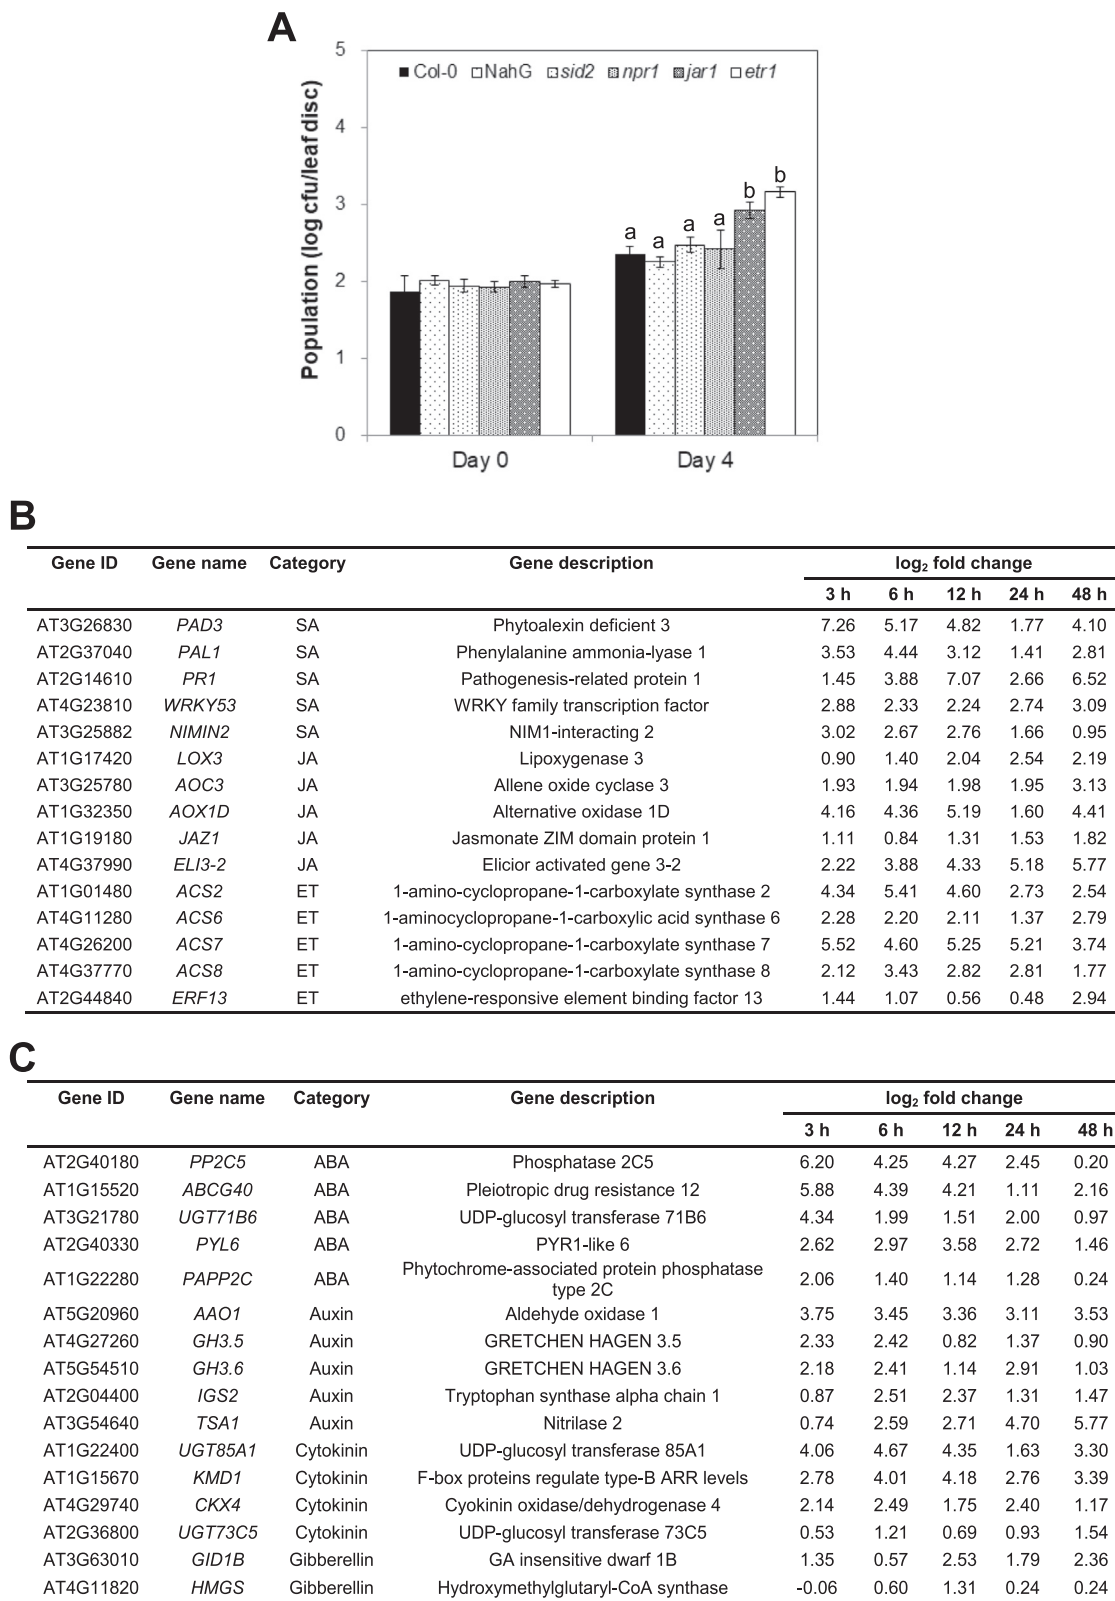 A
5
4
3
2
1
0
Population (log cfu/leaf disc)
Col-0 NahG sid2 npr1 jar1 etr1
a a a a b b
Day 0 Day 4
B
Gene ID Gene name Category Gene description log2 fold change
3 h 6 h 12 h 24 h 48 h
AT3G26830 PAD3 SA Phytoalexin deficient 3 7.26 5.17 4.82 1.77 4.10
AT2G37040 PAL1 SA Phenylalanine ammonia-lyase 1 3.53 4.44 3.12 1.41 2.81
AT2G14610 PR1 SA Pathogenesis-related protein 1 1.45 3.88 7.07 2.66 6.52
AT4G23810 WRKY53 SA WRKY family transcription factor 2.88 2.33 2.24 2.74 3.09
AT3G25882 NIMIN2 SA NIM1-interacting 2 3.02 2.67 2.76 1.66 0.95
AT1G17420 LOX3 JA Lipoxygenase 3 0.90 1.40 2.04 2.54 2.19
AT3G25780 AOC3 JA Allene oxide cyclase 3 1.93 1.94 1.98 1.95 3.13
AT1G32350 AOX1D JA Alternative oxidase 1D 4.16 4.36 5.19 1.60 4.41
AT1G19180 JAZ1 JA Jasmonate ZIM domain protein 1 1.11 0.84 1.31 1.53 1.82
AT4G37990 ELI3-2 JA Elicior activated gene 3-2 2.22 3.88 4.33 5.18 5.77
AT1G01480 ACS2 ET 1-amino-cyclopropane-1-carboxylate synthase 2 4.34 5.41 4.60 2.73 2.54
AT4G11280 ACS6 ET 1-aminocyclopropane-1-carboxylic acid synthase 6 2.28 2.20 2.11 1.37 2.79
AT4G26200 ACS7 ET 1-amino-cyclopropane-1-carboxylate synthase 7 5.52 4.60 5.25 5.21 3.74
AT4G37770 ACS8 ET 1-amino-cyclopropane-1-carboxylate synthase 8 2.12 3.43 2.82 2.81 1.77
AT2G44840 ERF13 ET ethylene-responsive element binding factor 13 1.44 1.07 0.56 0.48 2.94
C
Gene ID Gene name Category Gene description log2 fold change
3 h 6 h 12 h 24 h 48 h
AT2G40180 PP2C5 ABA Phosphatase 2C5 6.20 4.25 4.27 2.45 0.20
AT1G15520 ABCG40 ABA Pleiotropic drug resistance 12 5.88 4.39 4.21 1.11 2.16
AT3G21780 UGT71B6 ABA UDP-glucosyl transferase 71B6 4.34 1.99 1.51 2.00 0.97
AT2G40330 PYL6 ABA PYR1-like 6 2.62 2.97 3.58 2.72 1.46
AT1G22280 PAPP2C ABA Phytochrome-associated protein phosphatase
type 2C 2.06 1.40 1.14 1.28 0.24
AT5G20960 AAO1 Auxin Aldehyde oxidase 1 3.75 3.45 3.36 3.11 3.53
AT4G27260 GH3.5 Auxin GRETCHEN HAGEN 3.5 2.33 2.42 0.82 1.37 0.90
AT5G54510 GH3.6 Auxin GRETCHEN HAGEN 3.6 2.18 2.41 1.14 2.91 1.03
AT2G04400 IGS2 Auxin Tryptophan synthase alpha chain 1 0.87 2.51 2.37 1.31 1.47
AT3G54640 TSA1 Auxin Nitrilase 2 0.74 2.59 2.71 4.70 5.77
AT1G22400 UGT85A1 Cytokinin UDP-glucosyl transferase 85A1 4.06 4.67 4.35 1.63 3.30
AT1G15670 KMD1 Cytokinin F-box proteins regulate type-B ARR levels 2.78 4.01 4.18 2.76 3.39
AT4G29740 CKX4 Cytokinin Cyokinin oxidase/dehydrogenase 4 2.14 2.49 1.75 2.40 1.17
AT2G36800 UGT73C5 Cytokinin UDP-glucosyl transferase 73C5 0.53 1.21 0.69 0.93 1.54
AT3G63010 GID1B Gibberellin GA insensitive dwarf 1B 1.35 0.57 2.53 1.79 2.36
AT4G11820 HMGS Gibberellin Hydroxymethylglutaryl-CoA synthase -0.06 0.60 1.31 0.24 0.24